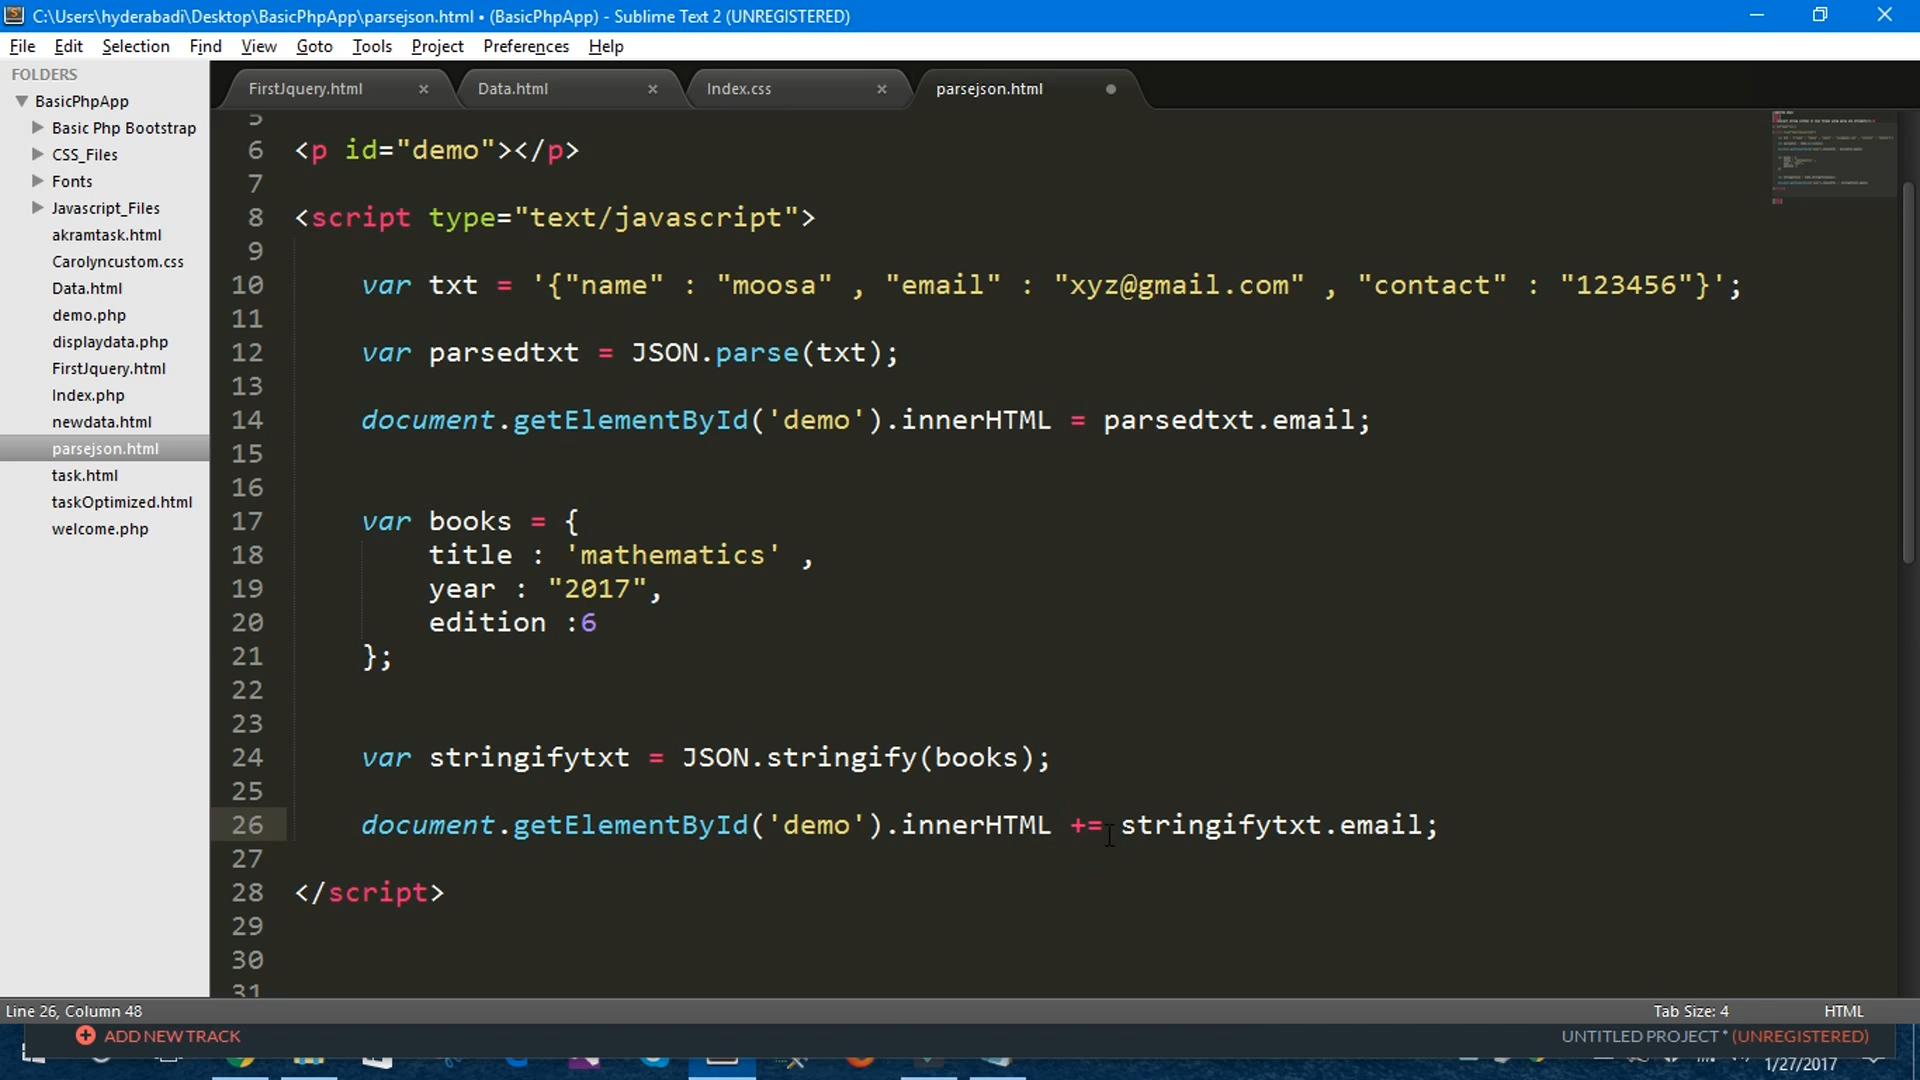 C:\Users\hyderabadi\Desktop\BasicPhpApp\parsejson.html • (BasicPhpApp) - Sublime Text 2 (UNREGISTERED)
File Edit Selection Find View Goto Tools Project Preferences Help
FOLDERS
BasicPhpApp
Basic Php Bootstrap
CSS_Files
Fonts
Javascript_Files
akramtask.html
Carolyncustom.css
Data.html
demo.php
displaydata.php
FirstJquery.html
Index.php
newdata.html
parsejson.html
task.html
taskOptimized.html
welcome.php
FirstJquery.html × Data.html × Index.css × parsejson.html
5
6 <p id="demo"></p>
7
8 <script type="text/javascript">
9
10 var txt = '{"name" : "moosa" , "email" : "xyz@gmail.com" , "contact" : "123456"}';
11
12 var parsedtxt = JSON.parse(txt);
13
14 document.getElementById('demo').innerHTML = parsedtxt.email;
15
16
17 var books = {
18 title : 'mathematics' ,
19 year : "2017",
20 edition :6
21 };
22
23
24 var stringifytxt = JSON.stringify(books);
25
26 document.getElementById('demo').innerHTML += stringifytxt.email;
27
28 </script>
29
30
31
Line 26, Column 48 Tab Size: 4 HTML
ADD NEW TRACK UNTITLED PROJECT * (UNREGISTERED)
1/27/2017